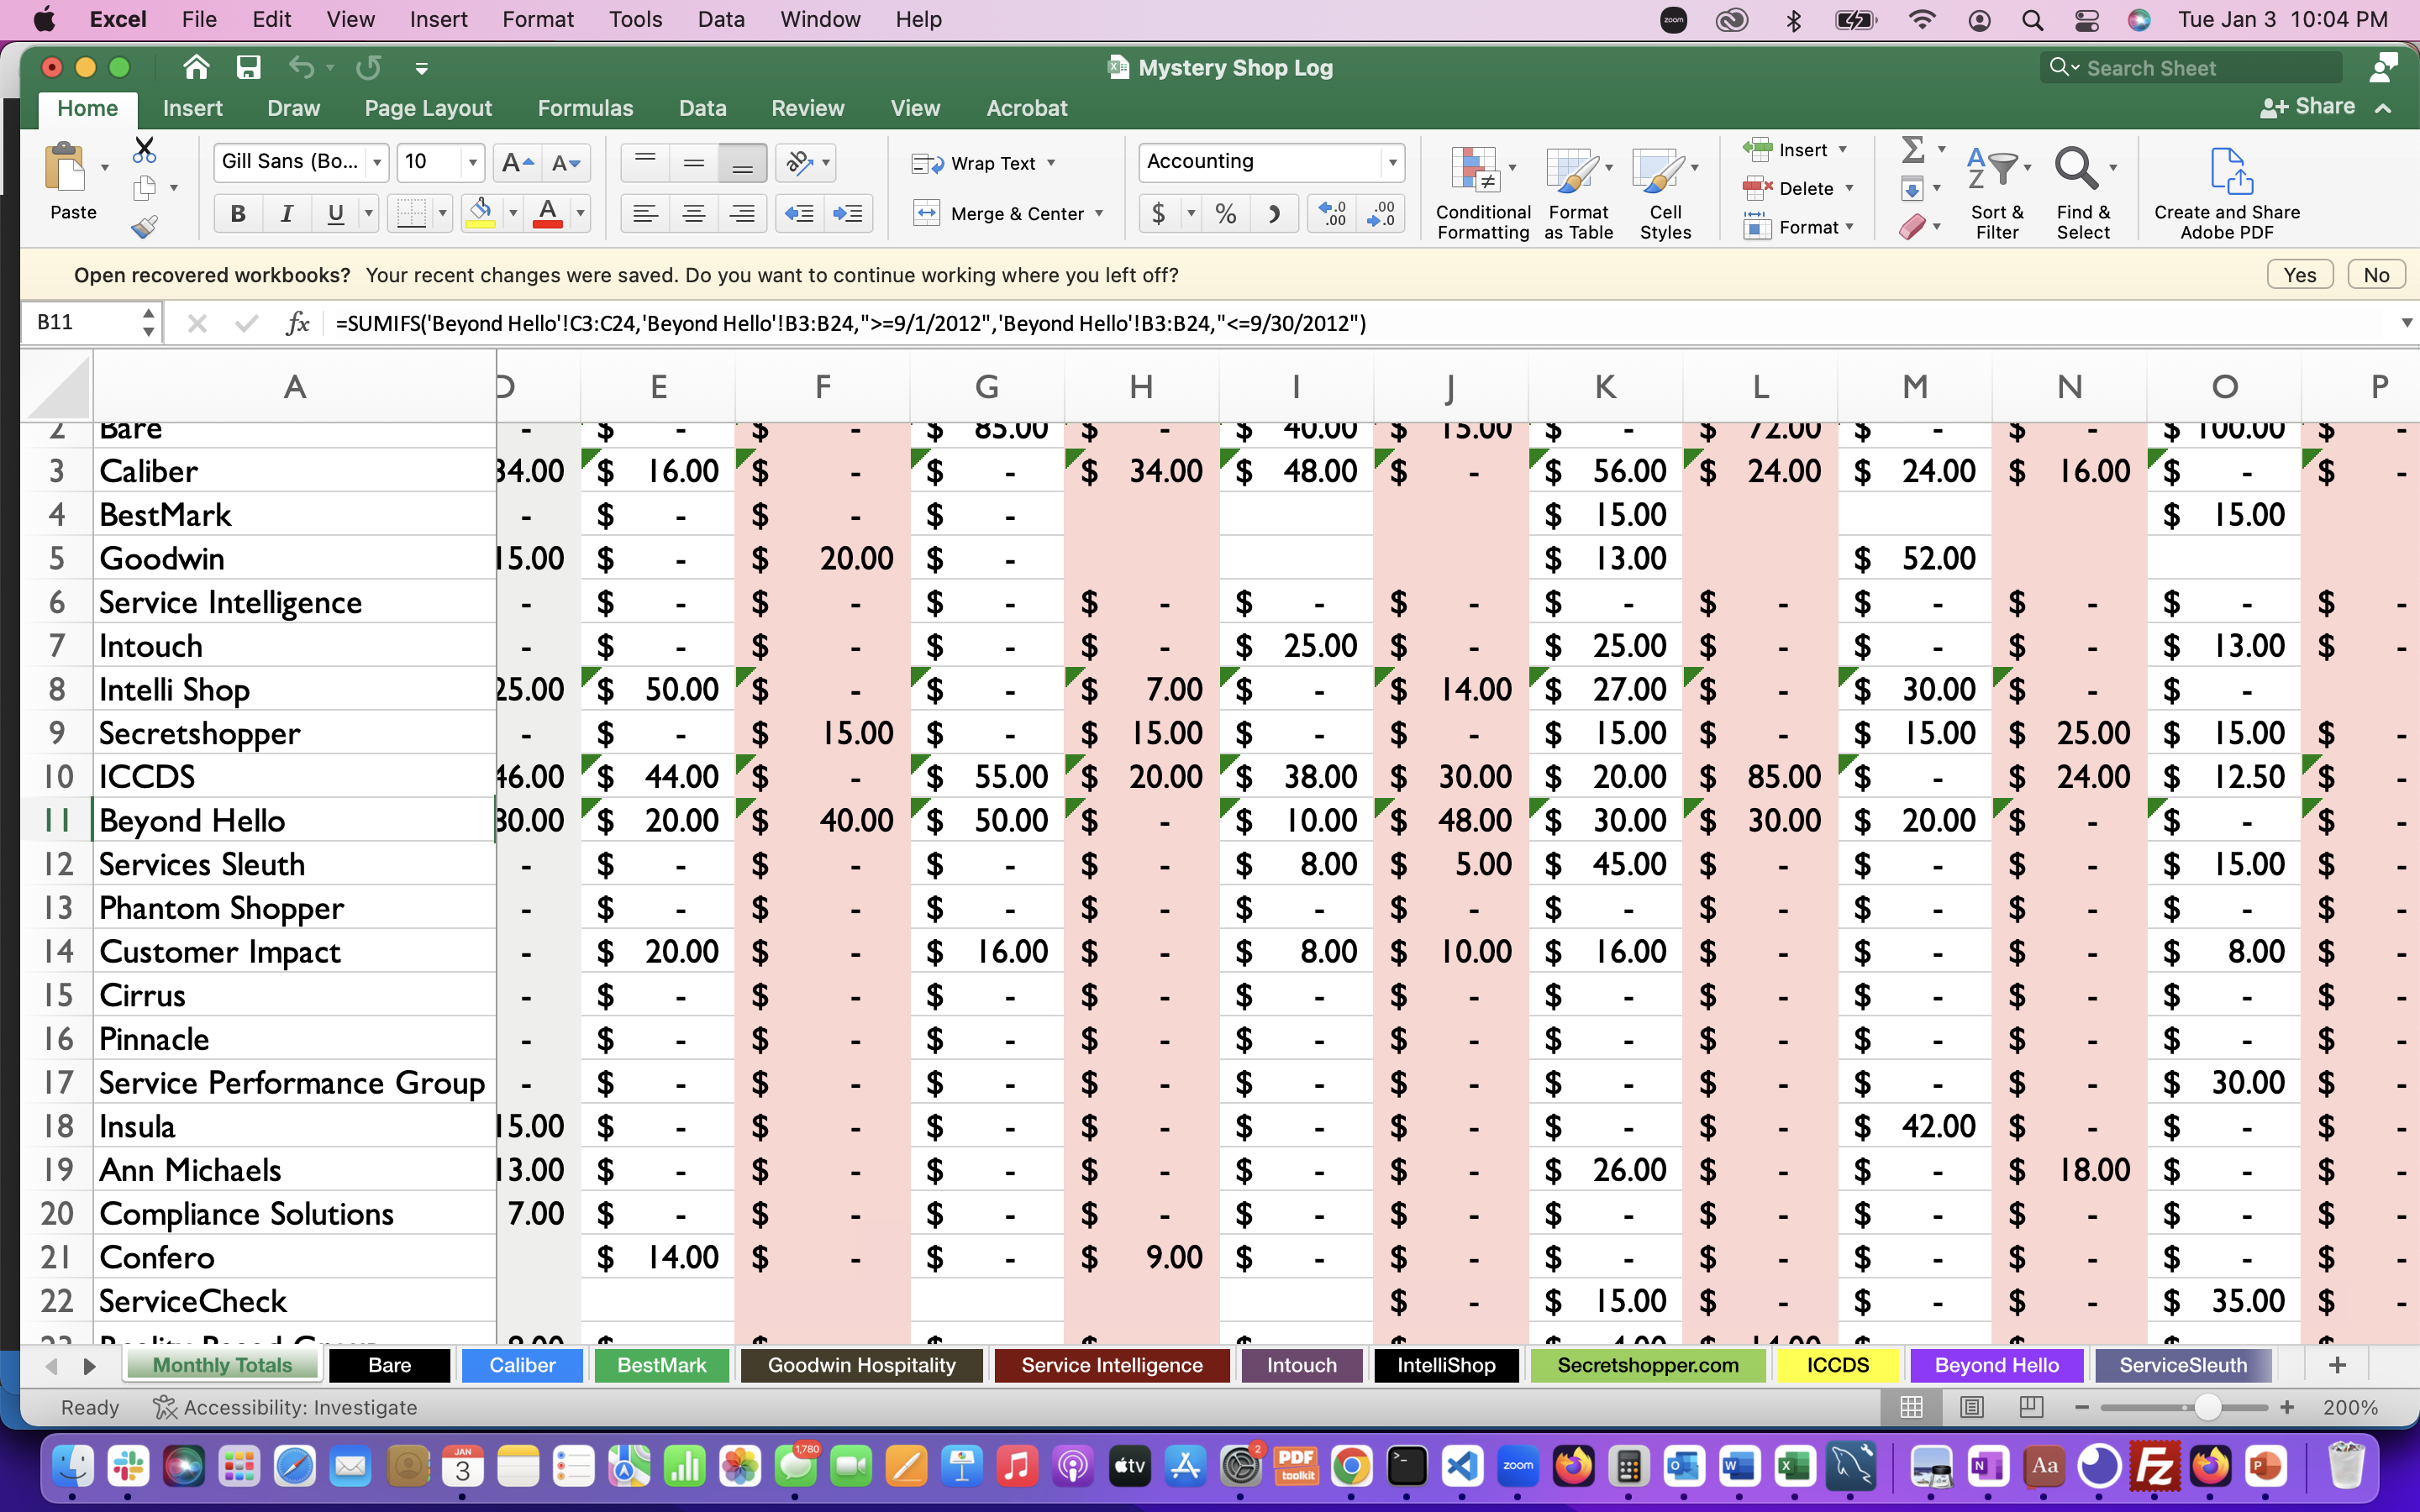 Excel File Edit View Insert Format Tools Data Window Help zoom Tue Jan 3 10:04 PM
Mystery Shop Log Search Sheet
Home Insert Draw Page Layout Formulas Data Review View Acrobat Share
Paste Gill Sans (Bo... 10 Wrap Text Merge & Center Accounting Conditional Formatting Format as Table Cell Styles Insert Delete Format Sort & Filter Find & Select Create and Share Adobe PDF
Open recovered workbooks? Your recent changes were saved. Do you want to continue working where you left off? Yes No
B11 fx =SUMIFS('Beyond Hello'!C3:C24,'Beyond Hello'!B3:B24,">=9/1/2012",'Beyond Hello'!B3:B24,"<=9/30/2012")
A D E F G H I J K L M N O P
2 Bare - $ - $ - $ 85.00 $ - $ 40.00 $ 15.00 $ - $ 72.00 $ - $ - $ 100.00 $ -
3 Caliber 34.00 $ 16.00 $ - $ - $ 34.00 $ 48.00 $ - $ 56.00 $ 24.00 $ 24.00 $ 16.00 $ - $ -
4 BestMark - $ - $ - $ - $ 15.00 $ 15.00
5 Goodwin 15.00 $ - $ 20.00 $ - $ 13.00 $ 52.00
6 Service Intelligence - $ - $ - $ - $ - $ - $ - $ - $ - $ - $ - $ - $ -
7 Intouch - $ - $ - $ - $ - $ 25.00 $ - $ 25.00 $ - $ - $ - $ 13.00 $ -
8 Intelli Shop 25.00 $ 50.00 $ - $ - $ 7.00 $ - $ 14.00 $ 27.00 $ - $ 30.00 $ - $ -
9 Secretshopper - $ - $ 15.00 $ - $ 15.00 $ - $ - $ 15.00 $ - $ 15.00 $ 25.00 $ 15.00 $ -
10 ICCDS 46.00 $ 44.00 $ - $ 55.00 $ 20.00 $ 38.00 $ 30.00 $ 20.00 $ 85.00 $ - $ 24.00 $ 12.50 $ -
11 Beyond Hello 30.00 $ 20.00 $ 40.00 $ 50.00 $ - $ 10.00 $ 48.00 $ 30.00 $ 30.00 $ 20.00 $ - $ - $ -
12 Services Sleuth - $ - $ - $ - $ - $ 8.00 $ 5.00 $ 45.00 $ - $ - $ - $ 15.00 $ -
13 Phantom Shopper - $ - $ - $ - $ - $ - $ - $ - $ - $ - $ - $ - $ -
14 Customer Impact - $ 20.00 $ - $ 16.00 $ - $ 8.00 $ 10.00 $ 16.00 $ - $ - $ - $ 8.00 $ -
15 Cirrus - $ - $ - $ - $ - $ - $ - $ - $ - $ - $ - $ - $ -
16 Pinnacle - $ - $ - $ - $ - $ - $ - $ - $ - $ - $ - $ - $ -
17 Service Performance Group - $ - $ - $ - $ - $ - $ - $ - $ - $ - $ - $ 30.00 $ -
18 Insula 15.00 $ - $ - $ - $ - $ - $ - $ - $ - $ 42.00 $ - $ - $ -
19 Ann Michaels 13.00 $ - $ - $ - $ - $ - $ - $ 26.00 $ - $ - $ 18.00 $ - $ -
20 Compliance Solutions 7.00 $ - $ - $ - $ - $ - $ - $ - $ - $ - $ - $ - $ -
21 Confero $ 14.00 $ - $ - $ 9.00 $ - $ - $ - $ - $ - $ - $ - $ -
22 ServiceCheck $ - $ 15.00 $ - $ - $ - $ 35.00 $ -
Monthly Totals Bare Caliber BestMark Goodwin Hospitality Service Intelligence Intouch IntelliShop Secretshopper.com ICCDS Beyond Hello ServiceSleuth +
Ready Accessibility: Investigate 200%
JAN 3 1,780 tv 2 PDF toolkit zoom Aa Fz